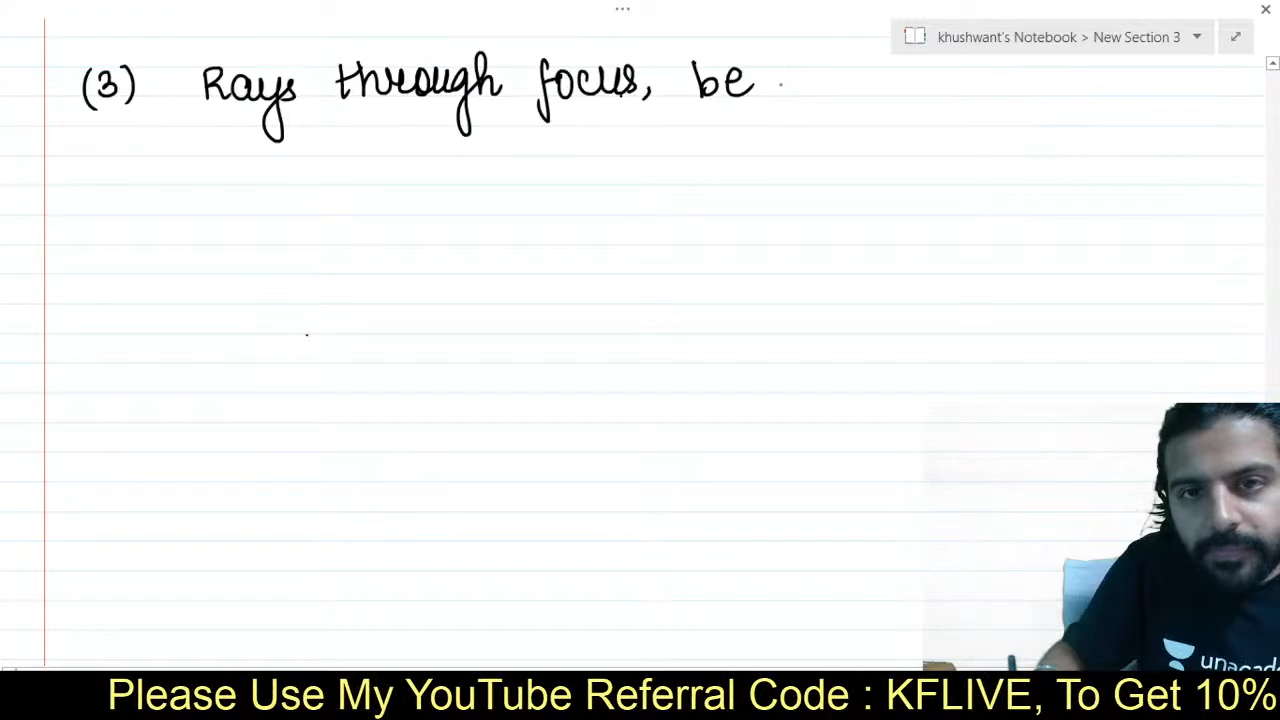 khushwant's Notebook > New Section 3
(3) Rays through focus, be
Please Use My YouTube Referral Code : KFLIVE, To Get 10%